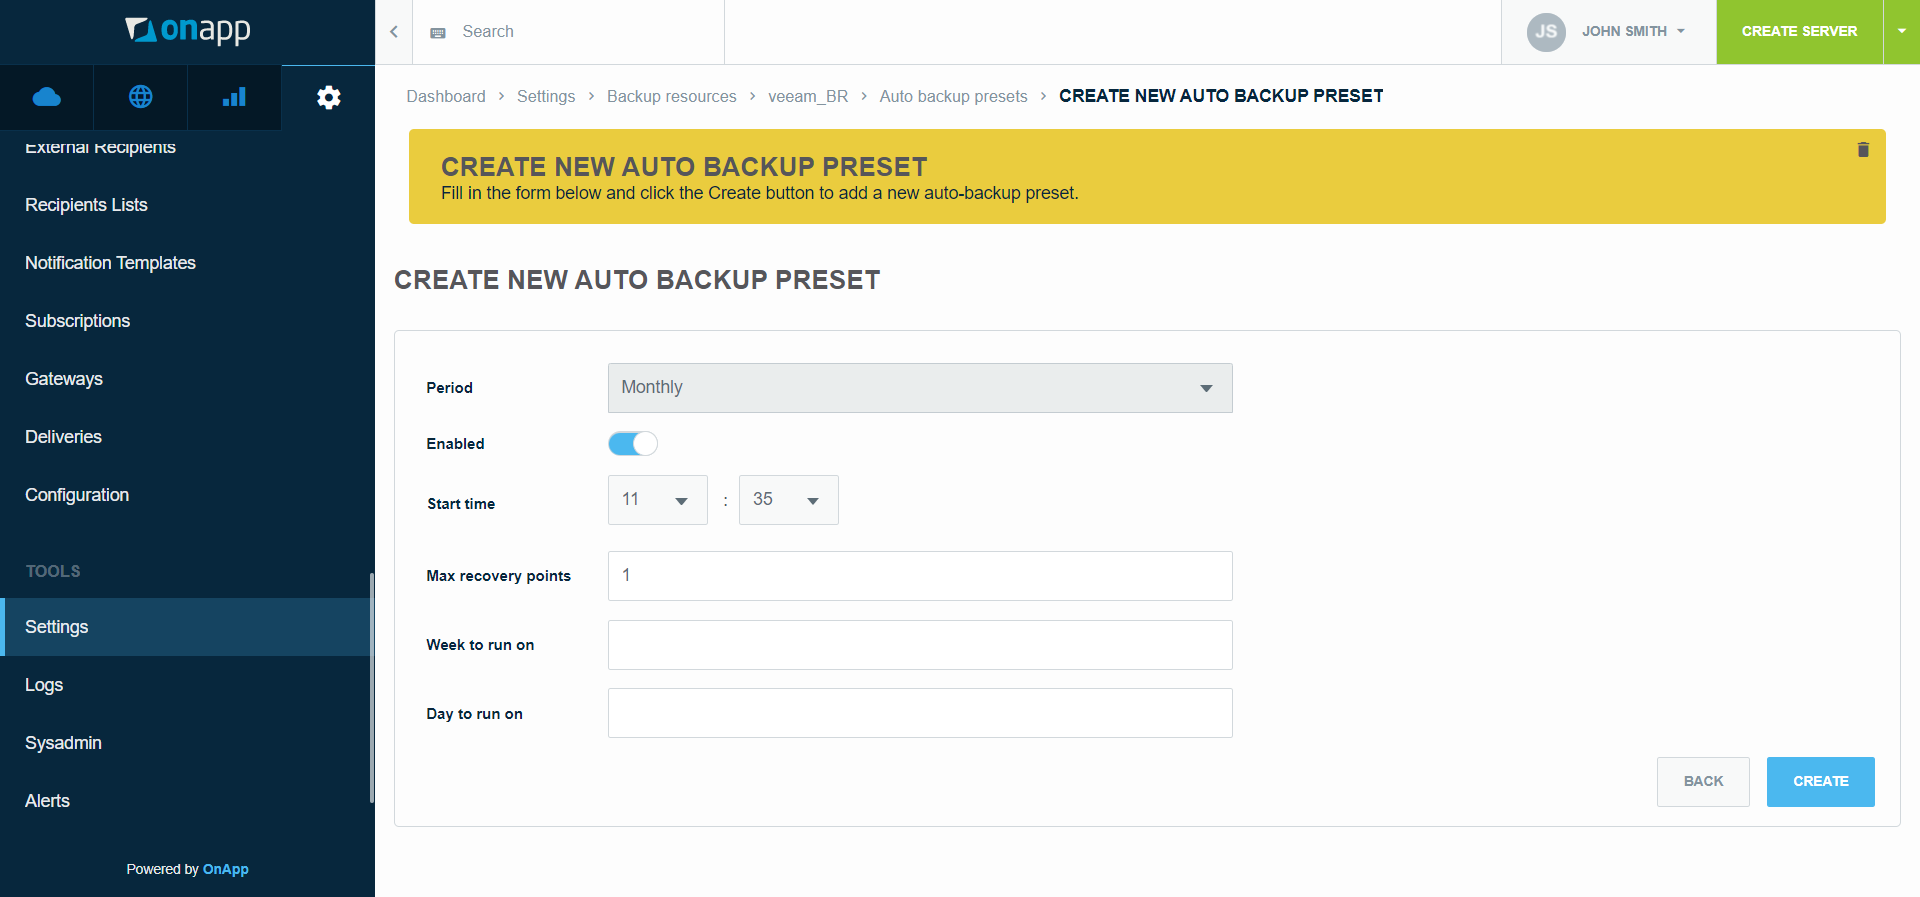 onapp
Search
JS
JOHN SMITH
CREATE SERVER
Dashboard > Settings > Backup resources > veeam_BR > Auto backup presets > CREATE NEW AUTO BACKUP PRESET
CREATE NEW AUTO BACKUP PRESET
Fill in the form below and click the Create button to add a new auto-backup preset.
External Recipients
Recipients Lists
Notification Templates
Subscriptions
Gateways
Deliveries
Configuration
TOOLS
Settings
Logs
Sysadmin
Alerts
Powered by OnApp
CREATE NEW AUTO BACKUP PRESET
Period
Monthly
Enabled
Start time
11 : 35
Max recovery points
1
Week to run on
Day to run on
BACK
CREATE